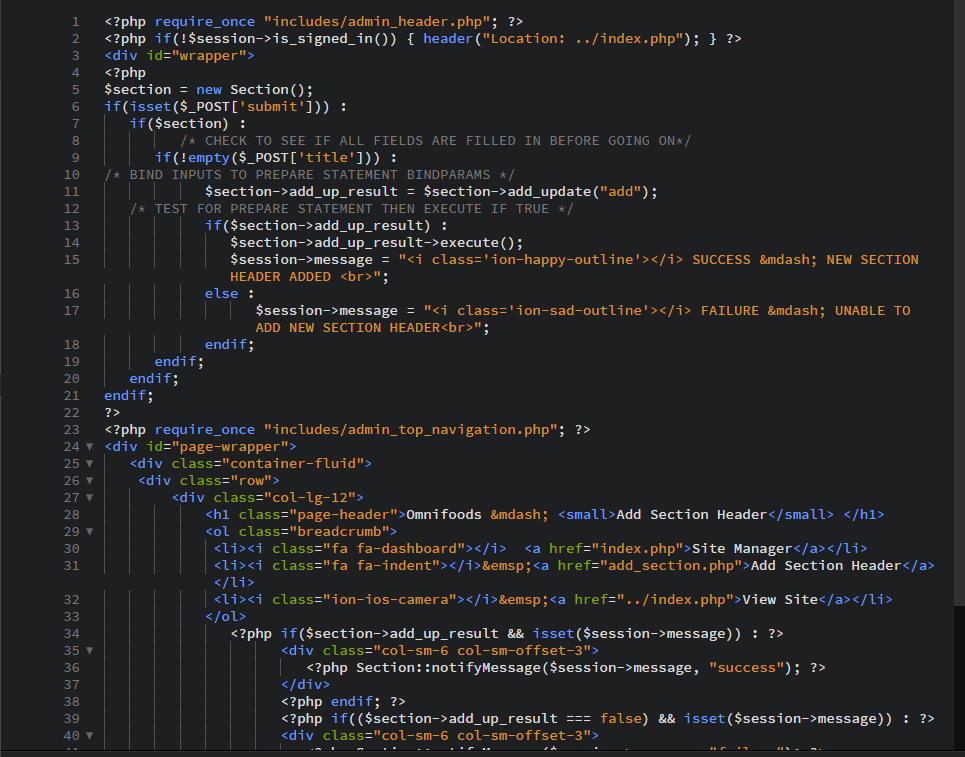 1 <?php require_once "includes/admin_header.php"; ?>
2 <?php if(!$session->is_signed_in()) { header("Location: ../index.php"); } ?>
3 <div id="wrapper">
4 <?php
5 $section = new Section();
6 if(isset($_POST['submit'])) :
7 if($section) :
8 /* CHECK TO SEE IF ALL FIELDS ARE FILLED IN BEFORE GOING ON*/
9 if(!empty($_POST['title'])) :
10 /* BIND INPUTS TO PREPARE STATEMENT BINDPARAMS */
11 $section->add_up_result = $section->add_update("add");
12 /* TEST FOR PREPARE STATEMENT THEN EXECUTE IF TRUE */
13 if($section->add_up_result) :
14 $section->add_up_result->execute();
15 $session->message = "<i class='ion-happy-outline'></i> SUCCESS &mdash; NEW SECTION
HEADER ADDED <br>";
16 else :
17 $session->message = "<i class='ion-sad-outline'></i> FAILURE &mdash; UNABLE TO
ADD NEW SECTION HEADER<br>";
18 endif;
19 endif;
20 endif;
21 endif;
22 ?>
23 <?php require_once "includes/admin_top_navigation.php"; ?>
24 <div id="page-wrapper">
25 <div class="container-fluid">
26 <div class="row">
27 <div class="col-lg-12">
28 <h1 class="page-header">Omnifoods &mdash; <small>Add Section Header</small> </h1>
29 <ol class="breadcrumb">
30 <li><i class="fa fa-dashboard"></i>  <a href="index.php">Site Manager</a></li>
31 <li><i class="fa fa-indent"></i>&emsp;<a href="add_section.php">Add Section Header</a>
</li>
32 <li><i class="ion-ios-camera"></i>&emsp;<a href="../index.php">View Site</a></li>
33 </ol>
34 <?php if($section->add_up_result && isset($session->message)) : ?>
35 <div class="col-sm-6 col-sm-offset-3">
36 <?php Section::notifyMessage($session->message, "success"); ?>
37 </div>
38 <?php endif; ?>
39 <?php if(($section->add_up_result === false) && isset($session->message)) : ?>
40 <div class="col-sm-6 col-sm-offset-3">